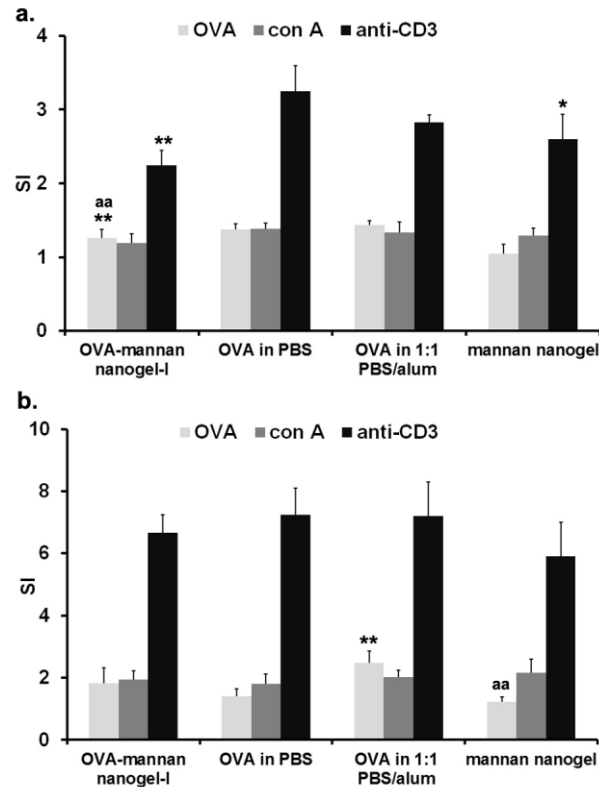 a.
OVA con A anti-CD3
4
3
2
1
0
SI
aa
**
**
*
OVA-mannan nanogel-I
OVA in PBS
OVA in 1:1 PBS/alum
mannan nanogel
b.
OVA con A anti-CD3
10
8
6
4
2
0
SI
**
aa
OVA-mannan nanogel-I
OVA in PBS
OVA in 1:1 PBS/alum
mannan nanogel